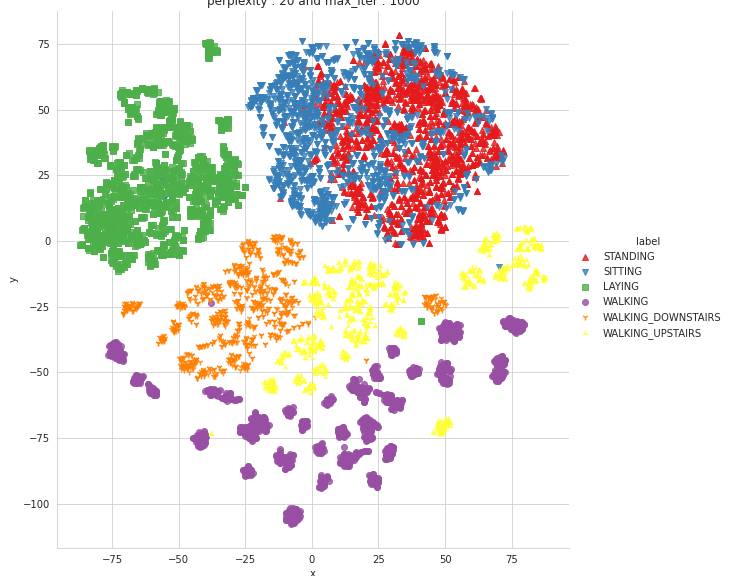 perplexity : 20 and max_iter : 1000
75
50
25
0
−25
−50
−75
−100
y
−75
−50
−25
0
25
50
75
x
label
STANDING
SITTING
LAYING
WALKING
WALKING_DOWNSTAIRS
WALKING_UPSTAIRS